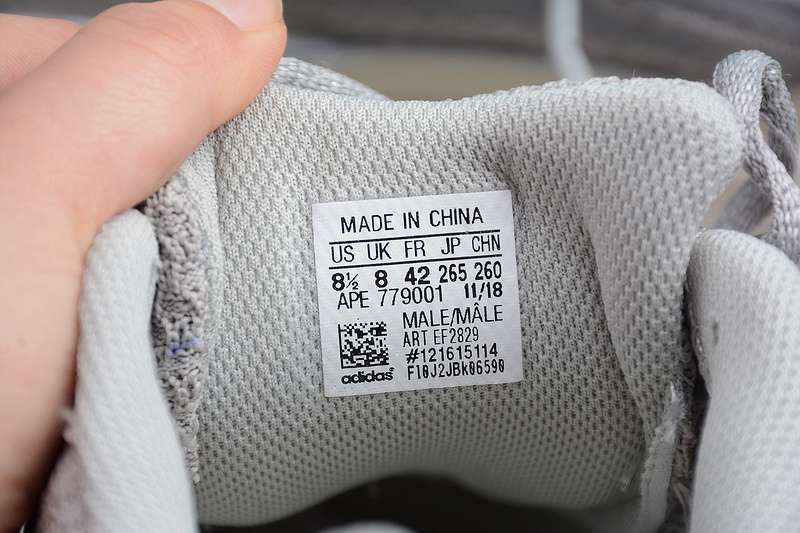 MADE IN CHINA
US UK FR JP CHN
8½ 8 42 265 260
APE 779001 11/18
MALE/MÂLE
ART EF2829
#121615114
F10J2JBk06590
adidas